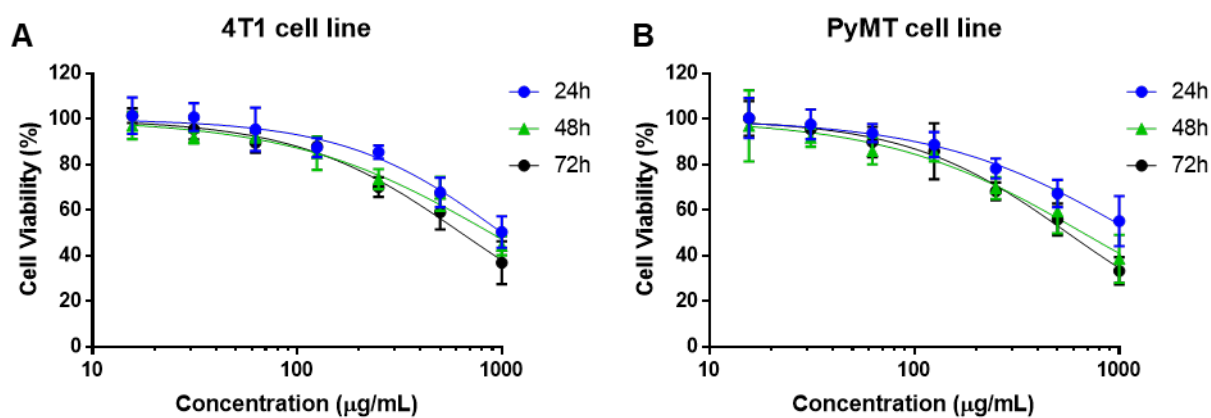 A
4T1 cell line
120
100
80
60
40
20
0
Cell Viability (%)
10
100
1000
Concentration (μg/mL)
24h
48h
72h
B
PyMT cell line
120
100
80
60
40
20
0
Cell Viability (%)
10
100
1000
Concentration (μg/mL)
24h
48h
72h